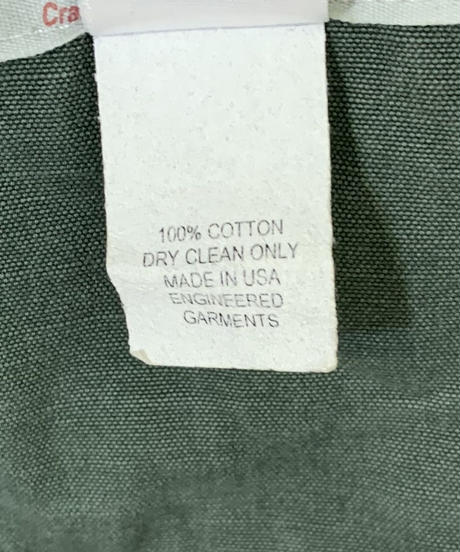 Cra
100% COTTON
DRY CLEAN ONLY
MADE IN USA
ENGINEERED
GARMENTS